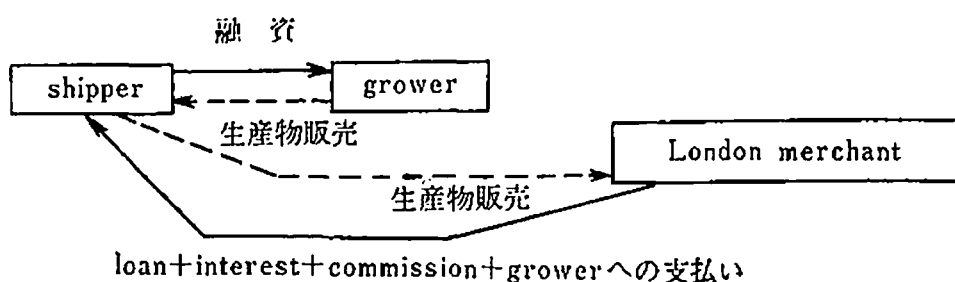 融資
shipper
grower
生産物販売
London merchant
生産物販売
loan+interest+commission+growerへの支払い